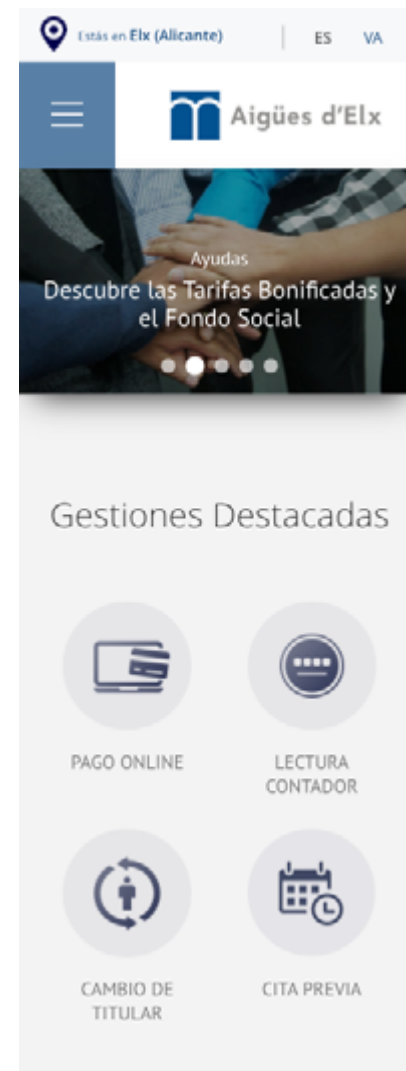 Estás en Elx (Alicante) ES VA
Aigües d'Elx
Ayudas
Descubre las Tarifas Bonificadas y
el Fondo Social
Gestiones Destacadas
PAGO ONLINE
LECTURA
CONTADOR
CAMBIO DE
TITULAR
CITA PREVIA